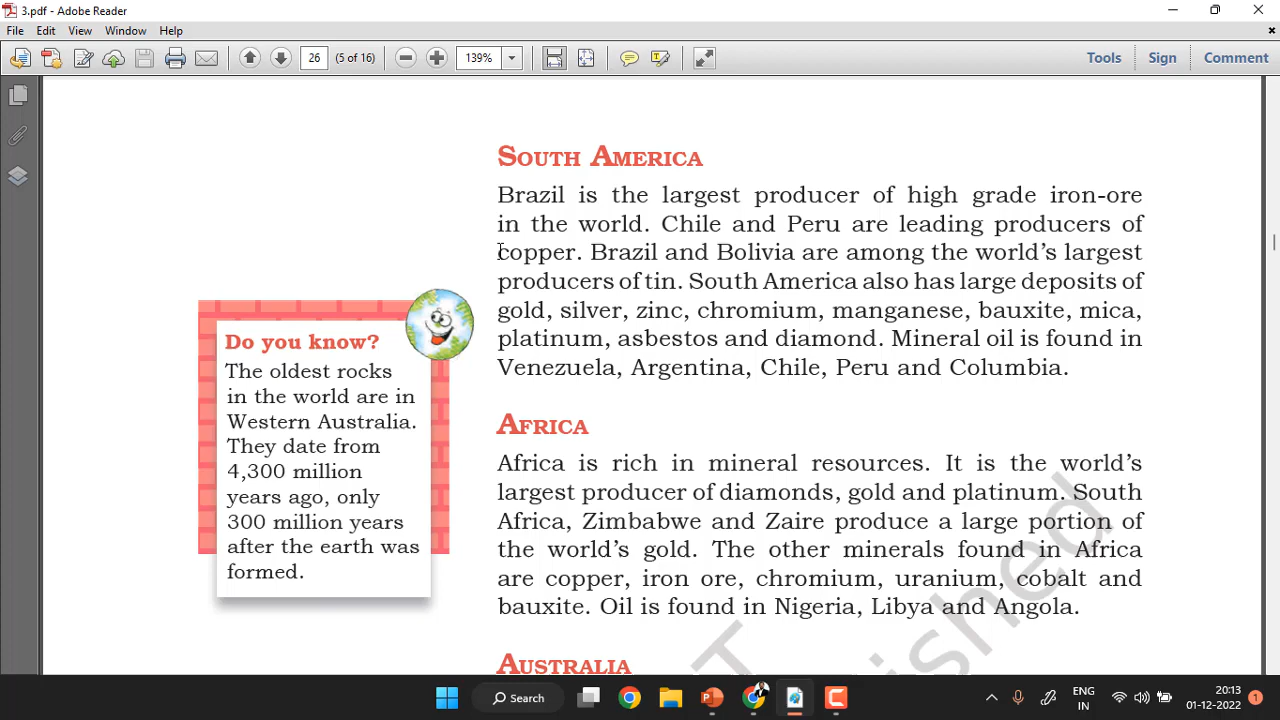 3.pdf - Adobe Reader
File Edit View Window Help
26 (5 of 16) 139% Tools Sign Comment
SOUTH AMERICA
Brazil is the largest producer of high grade iron-ore
in the world. Chile and Peru are leading producers of
copper. Brazil and Bolivia are among the world's largest
producers of tin. South America also has large deposits of
gold, silver, zinc, chromium, manganese, bauxite, mica,
platinum, asbestos and diamond. Mineral oil is found in
Venezuela, Argentina, Chile, Peru and Columbia.
Do you know?
The oldest rocks
in the world are in
Western Australia.
They date from
4,300 million
years ago, only
300 million years
after the earth was
formed.
AFRICA
Africa is rich in mineral resources. It is the world's
largest producer of diamonds, gold and platinum. South
Africa, Zimbabwe and Zaire produce a large portion of
the world's gold. The other minerals found in Africa
are copper, iron ore, chromium, uranium, cobalt and
bauxite. Oil is found in Nigeria, Libya and Angola.
AUSTRALIA
Search
ENG
IN
20:13
01-12-2022
1